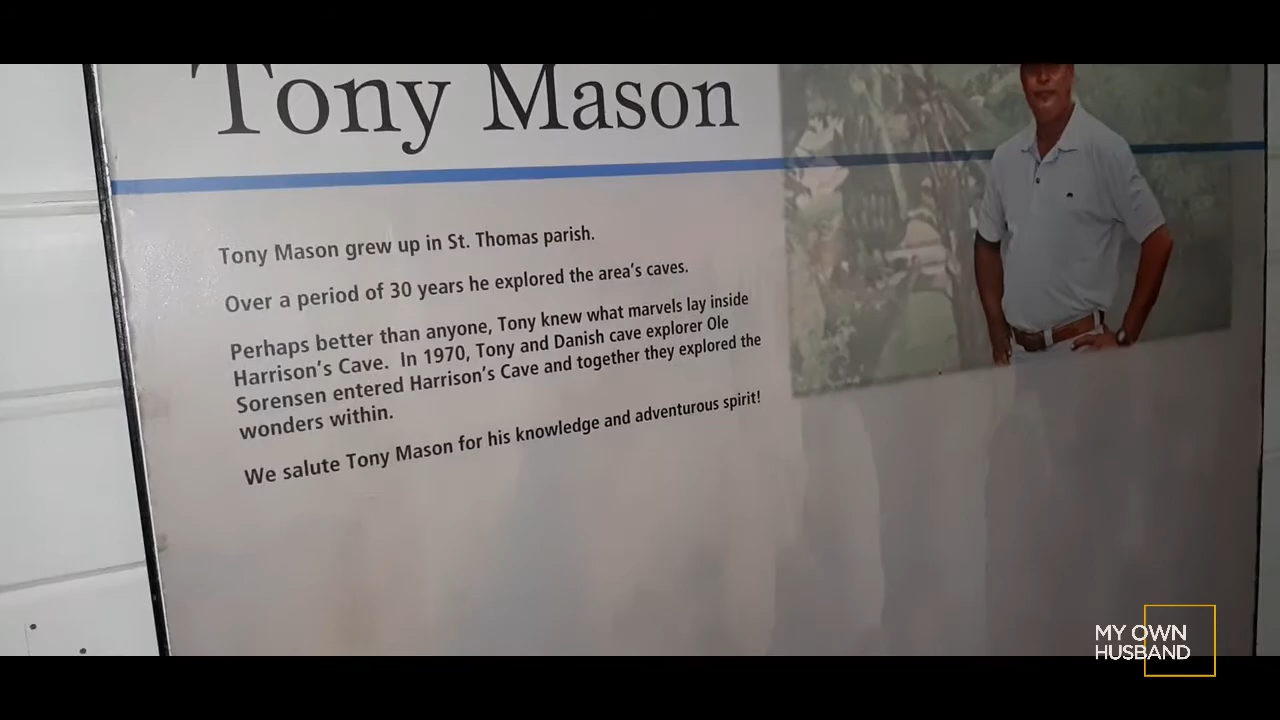 Tony Mason
Tony Mason grew up in St. Thomas parish.
Over a period of 30 years he explored the area's caves.
Perhaps better than anyone, Tony knew what marvels lay inside
Harrison's Cave.  In 1970, Tony and Danish cave explorer Ole
Sorensen entered Harrison's Cave and together they explored the
wonders within.
We salute Tony Mason for his knowledge and adventurous spirit!
MY OWN
HUSBAND